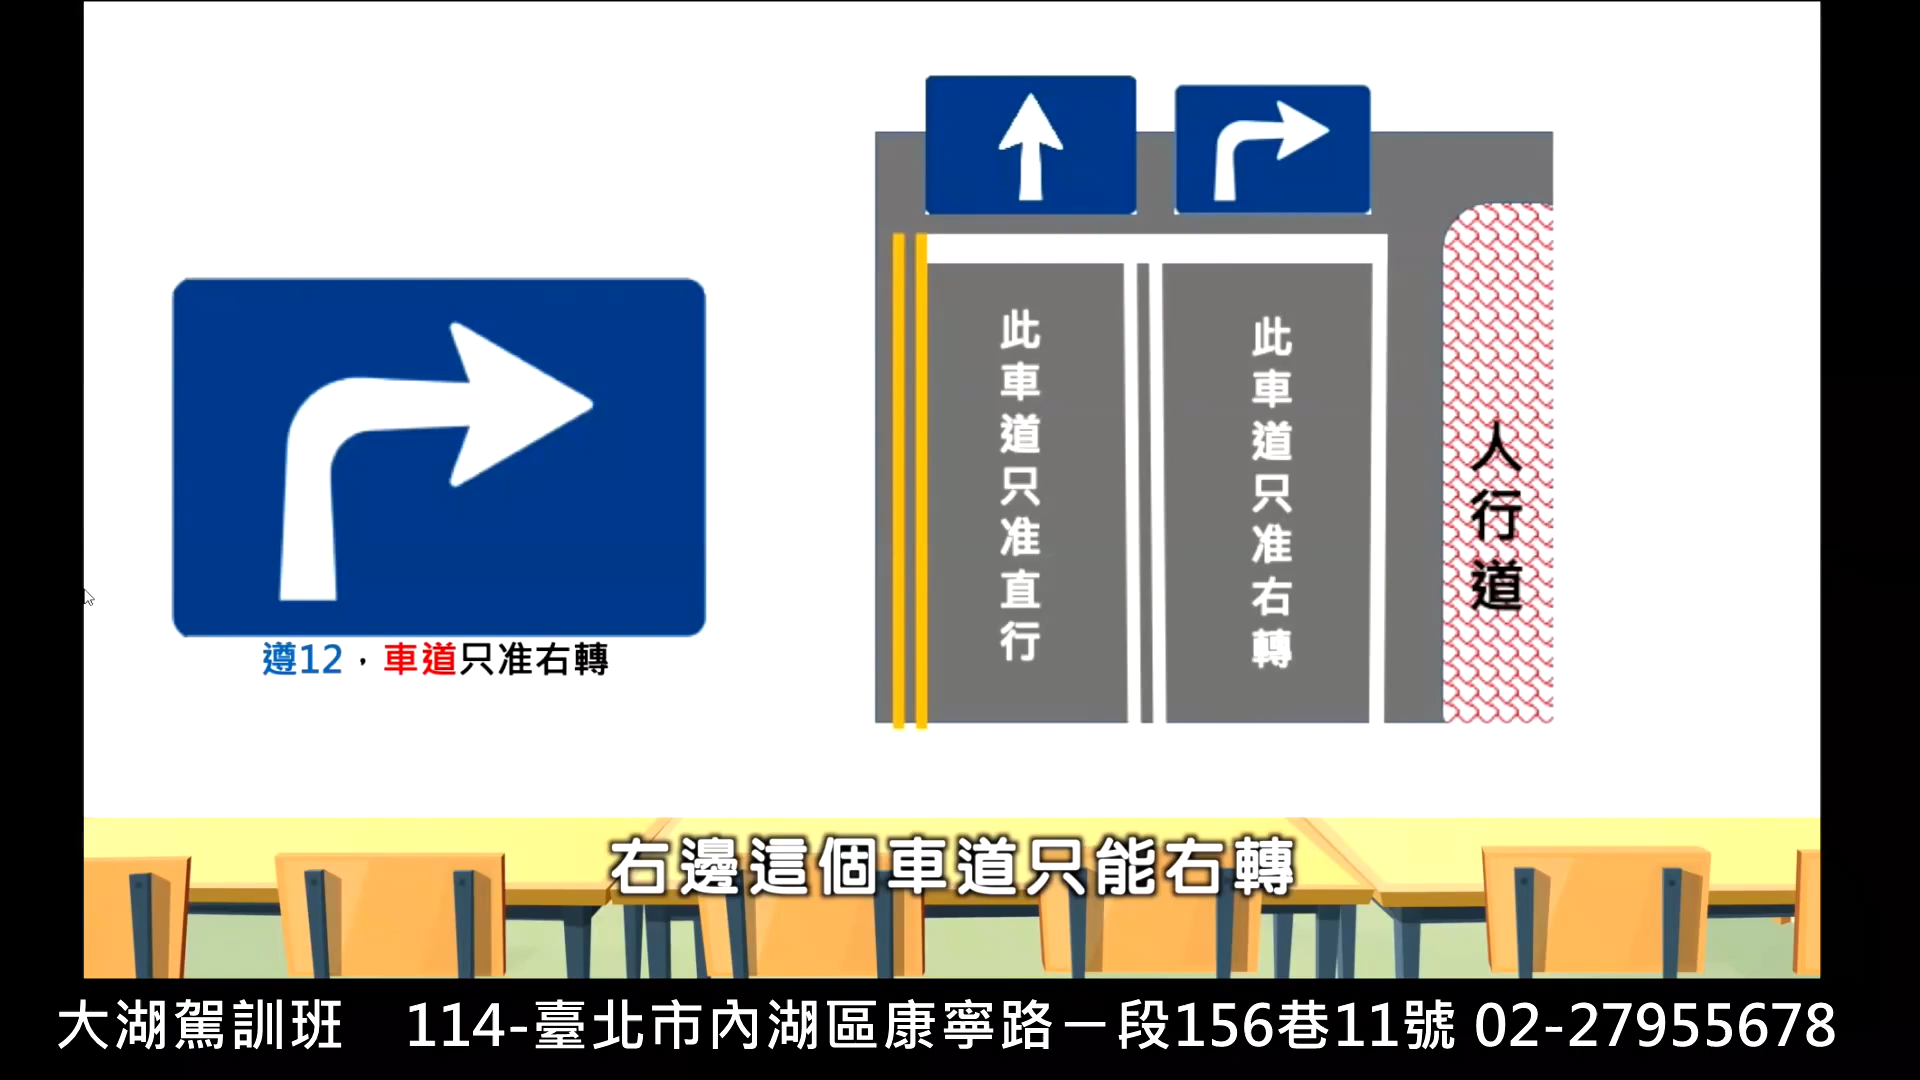 此車道只准直行
此車道只准右轉
人行道
遵12，車道只准右轉
右邊這個車道只能右轉
大湖駕訓班 114-臺北市內湖區康寧路一段156巷11號 02-27955678